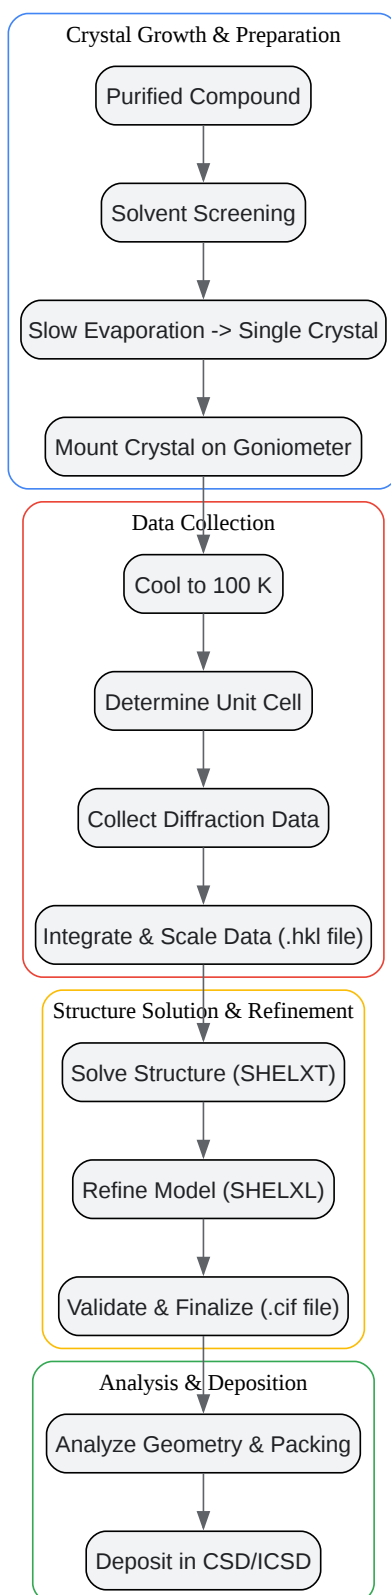 Crystal Growth & Preparation
Purified Compound
Solvent Screening
Slow Evaporation -> Single Crystal
Mount Crystal on Goniometer
Data Collection
Cool to 100 K
Determine Unit Cell
Collect Diffraction Data
Integrate & Scale Data (.hkl file)
Structure Solution & Refinement
Solve Structure (SHELXT)
Refine Model (SHELXL)
Validate & Finalize (.cif file)
Analysis & Deposition
Analyze Geometry & Packing
Deposit in CSD/ICSD